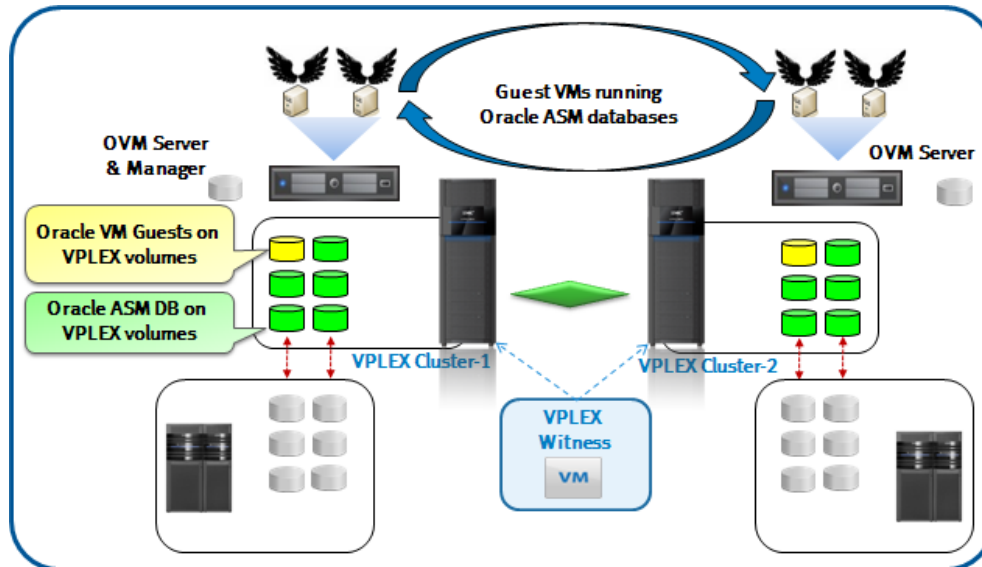 Guest VMs running
Oracle ASM databases
OVM Server
& Manager
OVM Server
Oracle VM Guests on
VPLEX volumes
Oracle ASM DB on
VPLEX volumes
VPLEX Cluster-1
VPLEX Cluster-2
VPLEX
Witness
VM